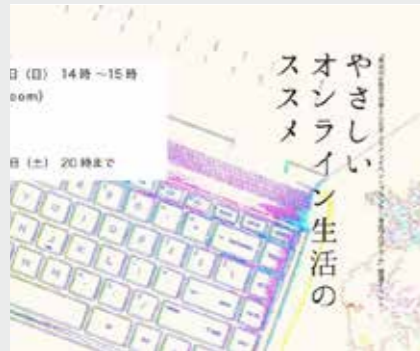 やさしい
オンライン生活の
ススメ
日（日） 14時～15時
oom)
日（土） 20時まで